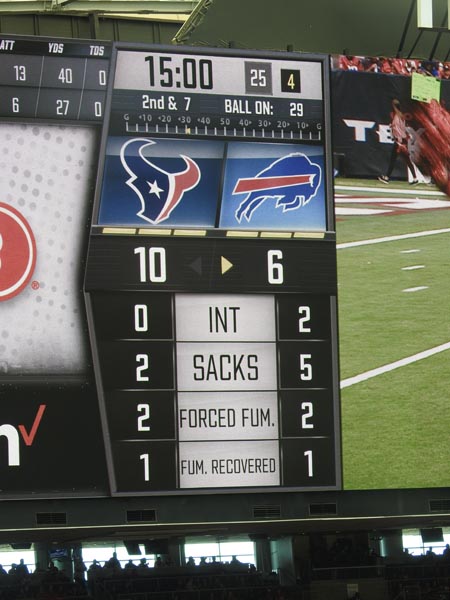 ATT YDS TDS
13 40 0
6 27 0
15:00 25 4
2nd & 7 BALL ON: 29
G 10 20 30 40 50 40 30 20 10 G
10 6
0 INT 2
2 SACKS 5
2 FORCED FUM. 2
1 FUM. RECOVERED 1